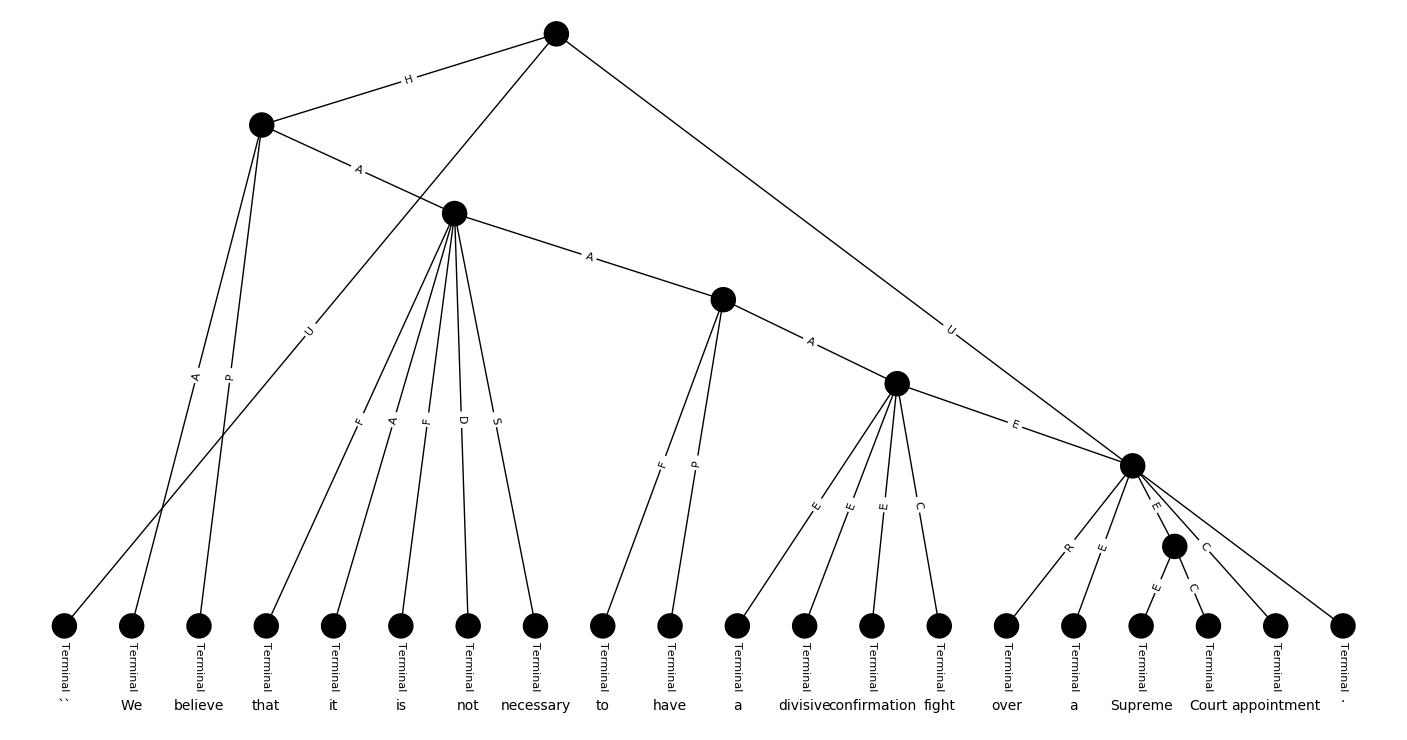 H
A
A
U
U
A
A P
F A F D S
E
F P
E E E C
R E E C
E C
Terminal Terminal Terminal Terminal Terminal Terminal Terminal Terminal Terminal Terminal Terminal Terminal Terminal Terminal Terminal Terminal Terminal Terminal Terminal Terminal
`` We believe that it is not necessary to have a divisive confirmation fight over a Supreme Court appointment .